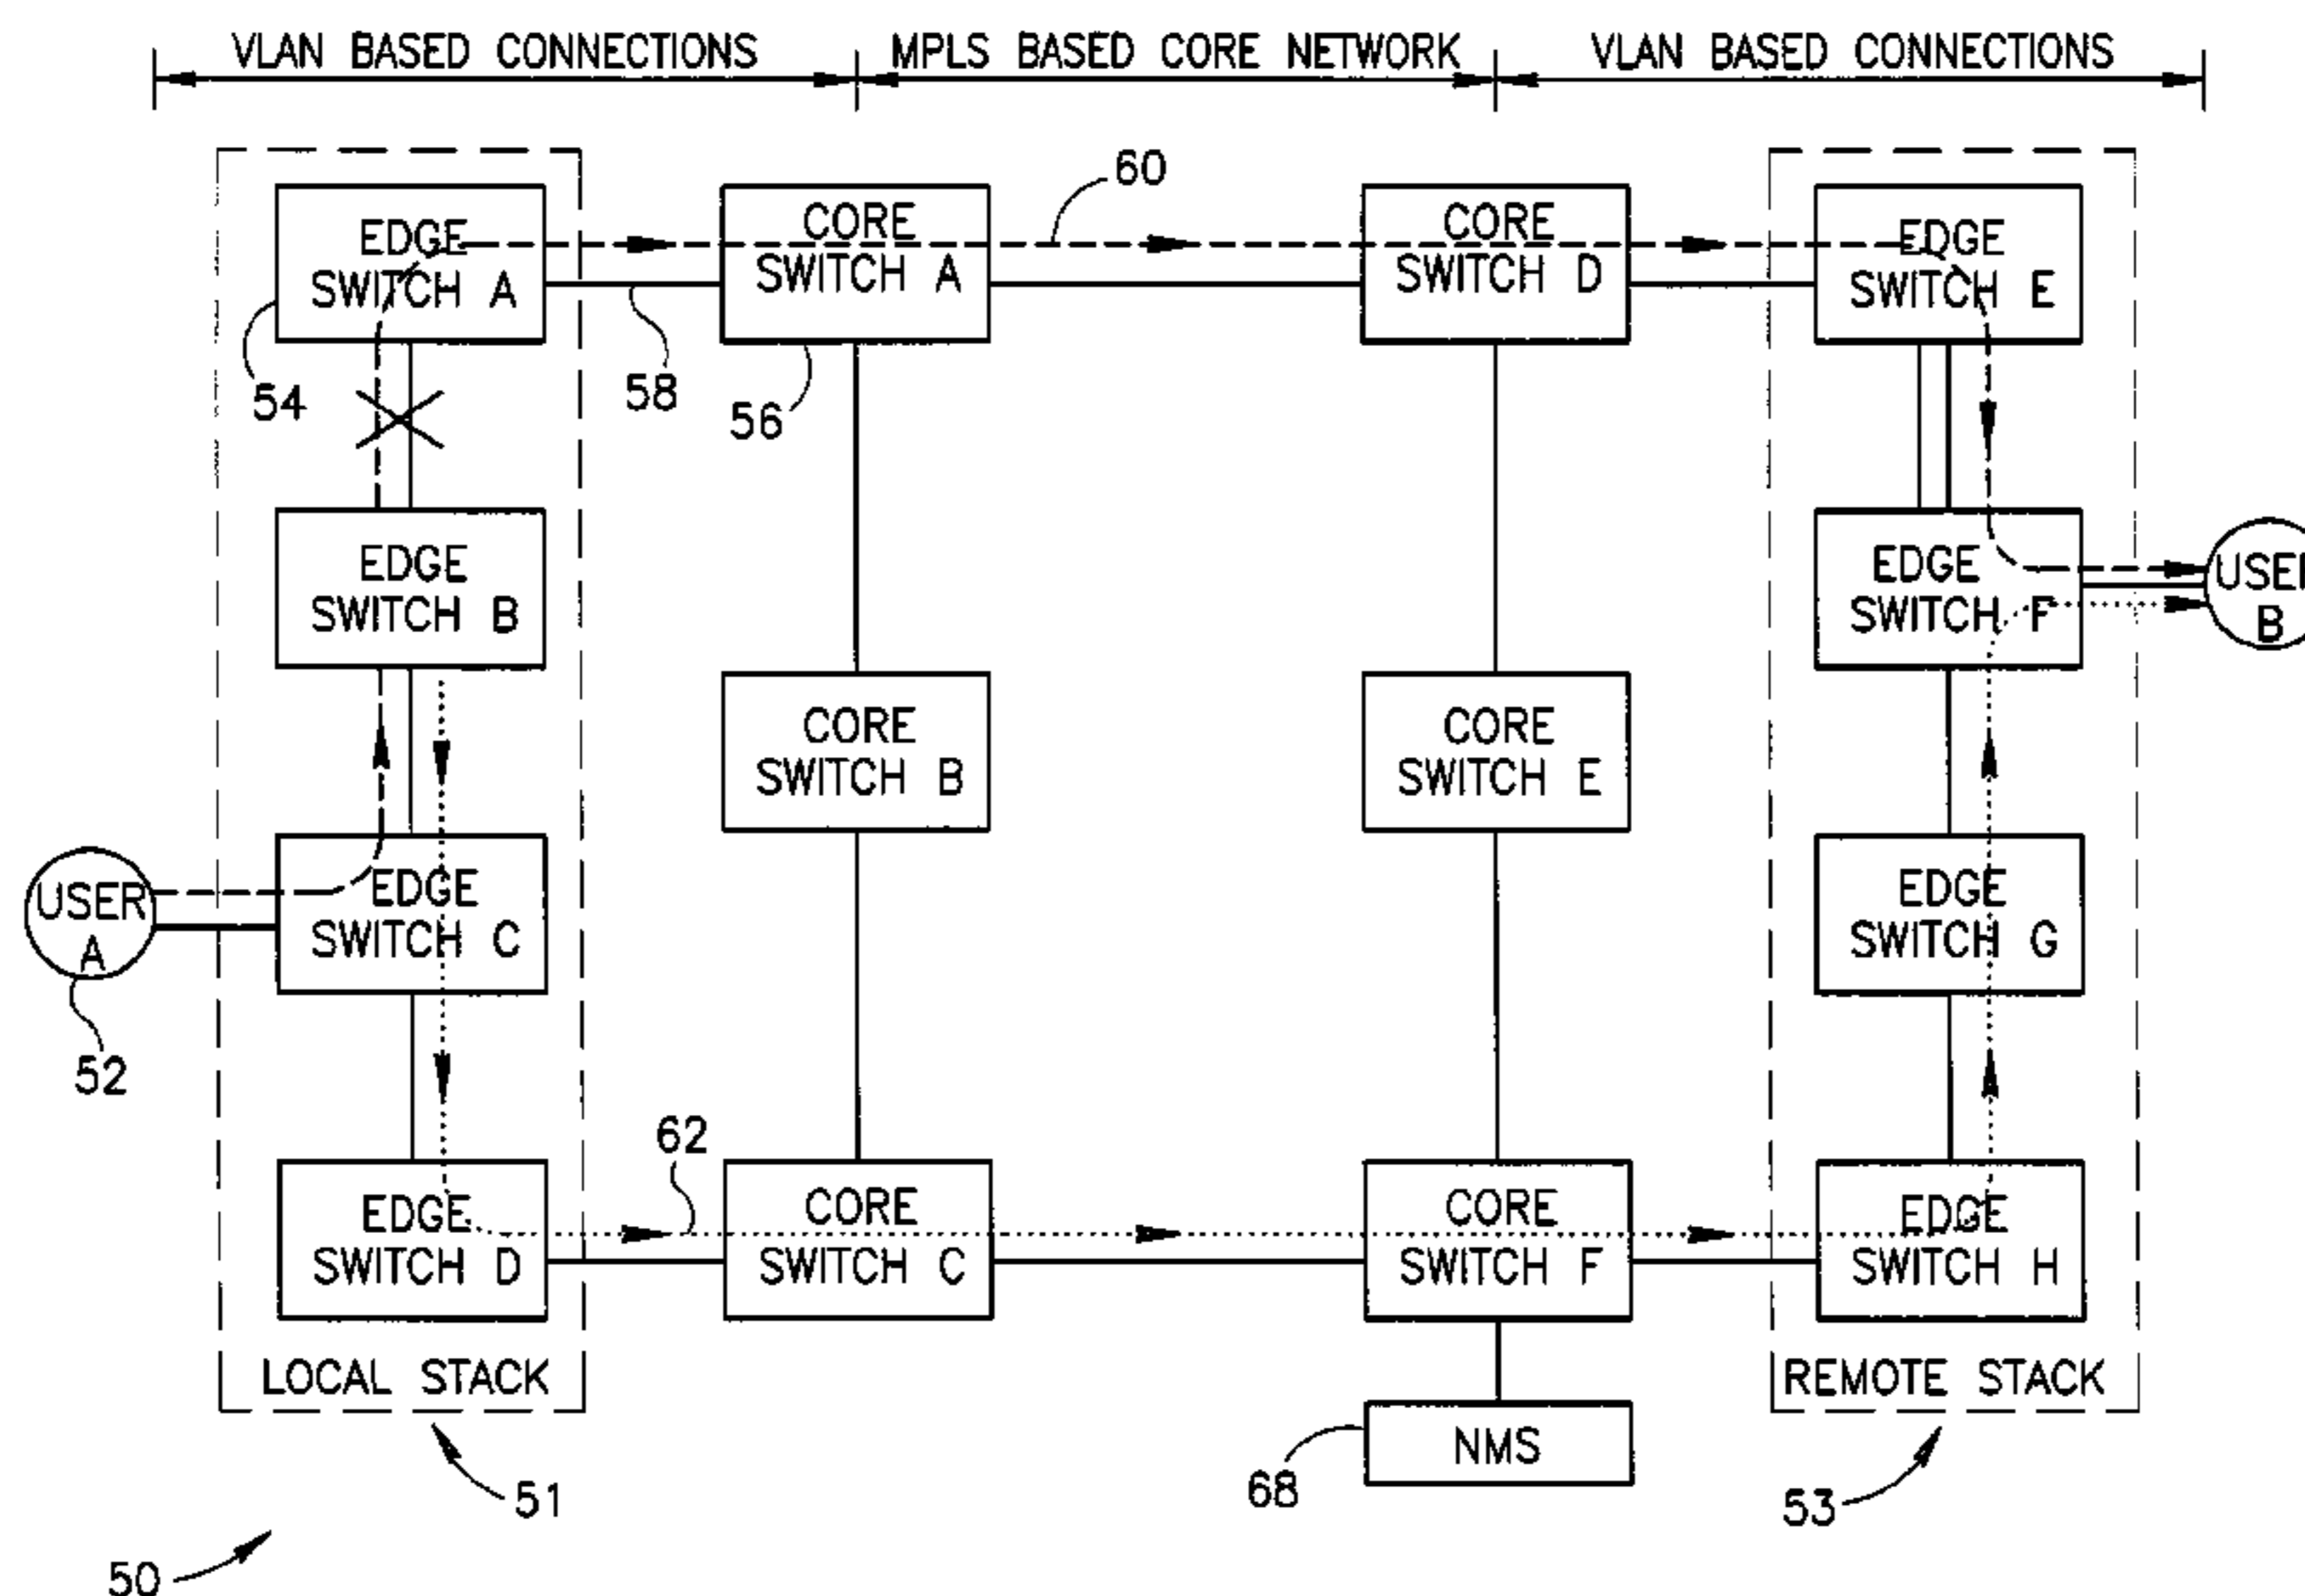 VLAN BASED CONNECTIONS
MPLS BASED CORE NETWORK
VLAN BASED CONNECTIONS
60
EDGE
SWITCH A
CORE
SWITCH A
CORE
SWITCH D
EDGE
SWITCH E
54
58
56
EDGE
SWITCH B
EDGE
SWITCH F
USER
B
CORE
SWITCH B
CORE
SWITCH E
USER
A
EDGE
SWITCH C
EDGE
SWITCH G
52
62
EDGE
SWITCH D
CORE
SWITCH C
CORE
SWITCH F
EDGE
SWITCH H
LOCAL STACK
REMOTE STACK
NMS
51
68
53
50